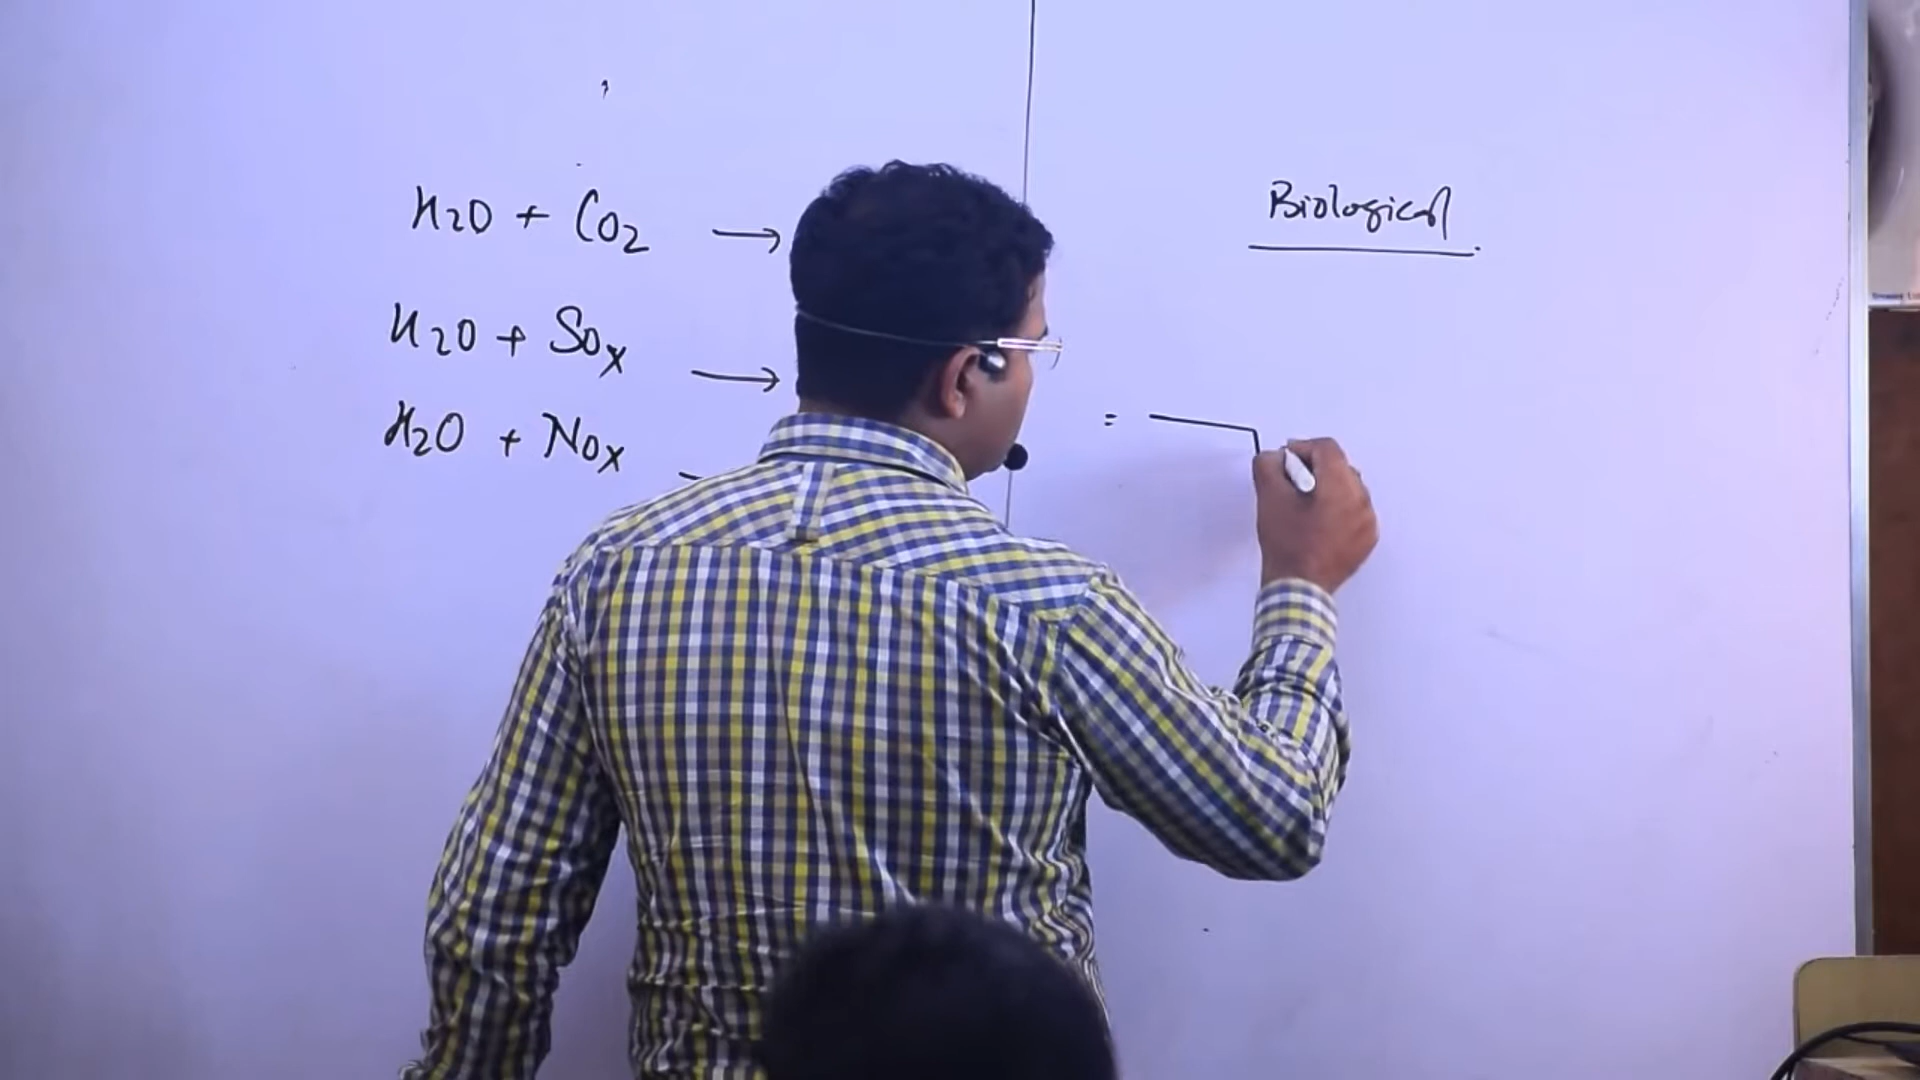 H2O + CO2 →
H2O + SOx →
H2O + NOx
Biological
=